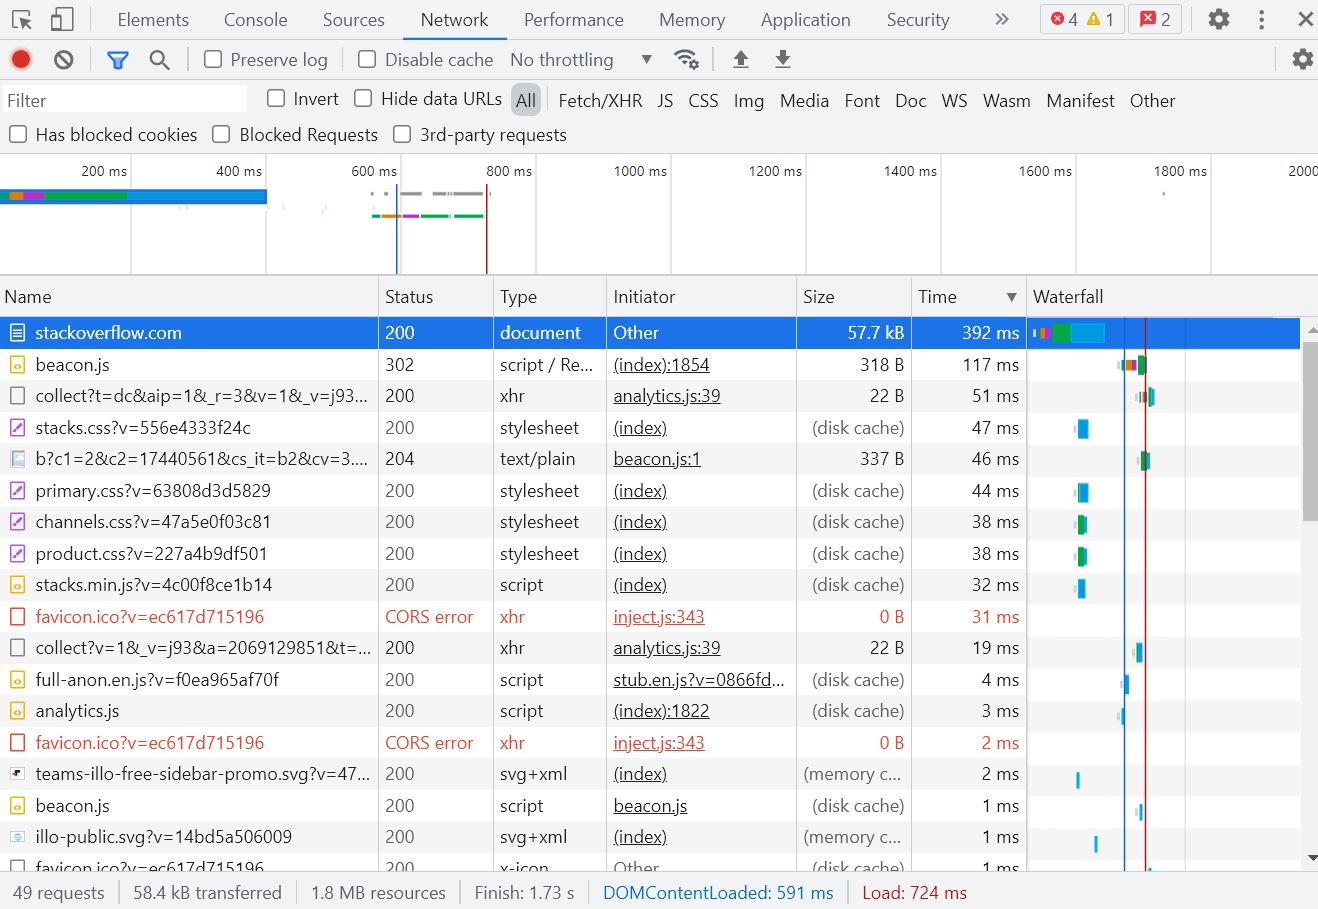 Elements Console Sources Network Performance Memory Application Security » 4 1 2
Preserve log Disable cache No throttling
Filter Invert Hide data URLs All Fetch/XHR JS CSS Img Media Font Doc WS Wasm Manifest Other
Has blocked cookies Blocked Requests 3rd-party requests
200 ms 400 ms 600 ms 800 ms 1000 ms 1200 ms 1400 ms 1600 ms 1800 ms 2000
Name Status Type Initiator Size Time Waterfall
stackoverflow.com 200 document Other 57.7 kB 392 ms
beacon.js 302 script / Re... (index):1854 318 B 117 ms
collect?t=dc&aip=1&_r=3&v=1&_v=j93... 200 xhr analytics.js:39 22 B 51 ms
stacks.css?v=556e4333f24c 200 stylesheet (index) (disk cache) 47 ms
b?c1=2&c2=17440561&cs_it=b2&cv=3.... 204 text/plain beacon.js:1 337 B 46 ms
primary.css?v=63808d3d5829 200 stylesheet (index) (disk cache) 44 ms
channels.css?v=47a5e0f03c81 200 stylesheet (index) (disk cache) 38 ms
product.css?v=227a4b9df501 200 stylesheet (index) (disk cache) 38 ms
stacks.min.js?v=4c00f8ce1b14 200 script (index) (disk cache) 32 ms
favicon.ico?v=ec617d715196 CORS error xhr inject.js:343 0 B 31 ms
collect?v=1&_v=j93&a=2069129851&t=... 200 xhr analytics.js:39 22 B 19 ms
full-anon.en.js?v=f0ea965af70f 200 script stub.en.js?v=0866fd... (disk cache) 4 ms
analytics.js 200 script (index):1822 (disk cache) 3 ms
favicon.ico?v=ec617d715196 CORS error xhr inject.js:343 0 B 2 ms
teams-illo-free-sidebar-promo.svg?v=47... 200 svg+xml (index) (memory c... 2 ms
beacon.js 200 script beacon.js (disk cache) 1 ms
illo-public.svg?v=14bd5a506009 200 svg+xml (index) (memory c... 1 ms
favicon.ico?v=ec617d715196 200 x-icon Other (disk cache) 1 ms
49 requests 58.4 kB transferred 1.8 MB resources Finish: 1.73 s DOMContentLoaded: 591 ms Load: 724 ms